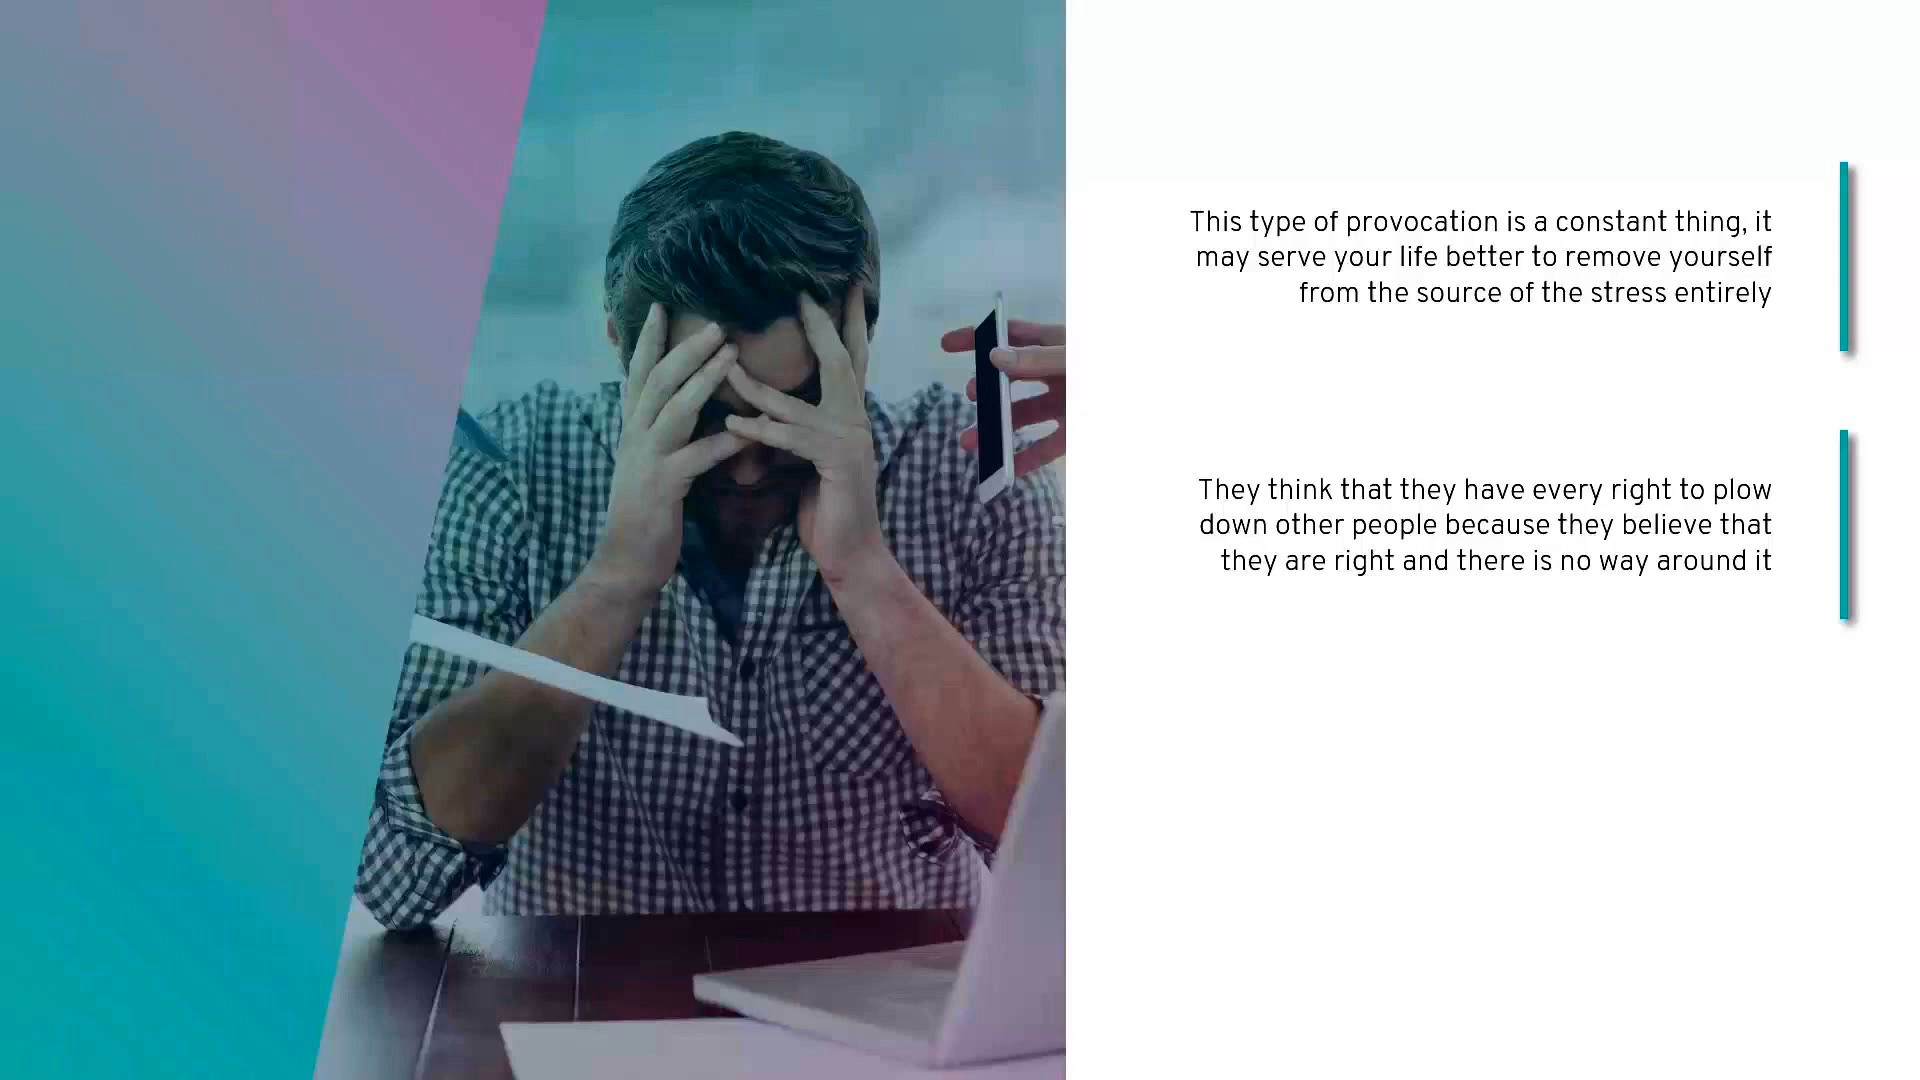 This type of provocation is a constant thing, it
may serve your life better to remove yourself
from the source of the stress entirely
They think that they have every right to plow
down other people because they believe that
they are right and there is no way around it